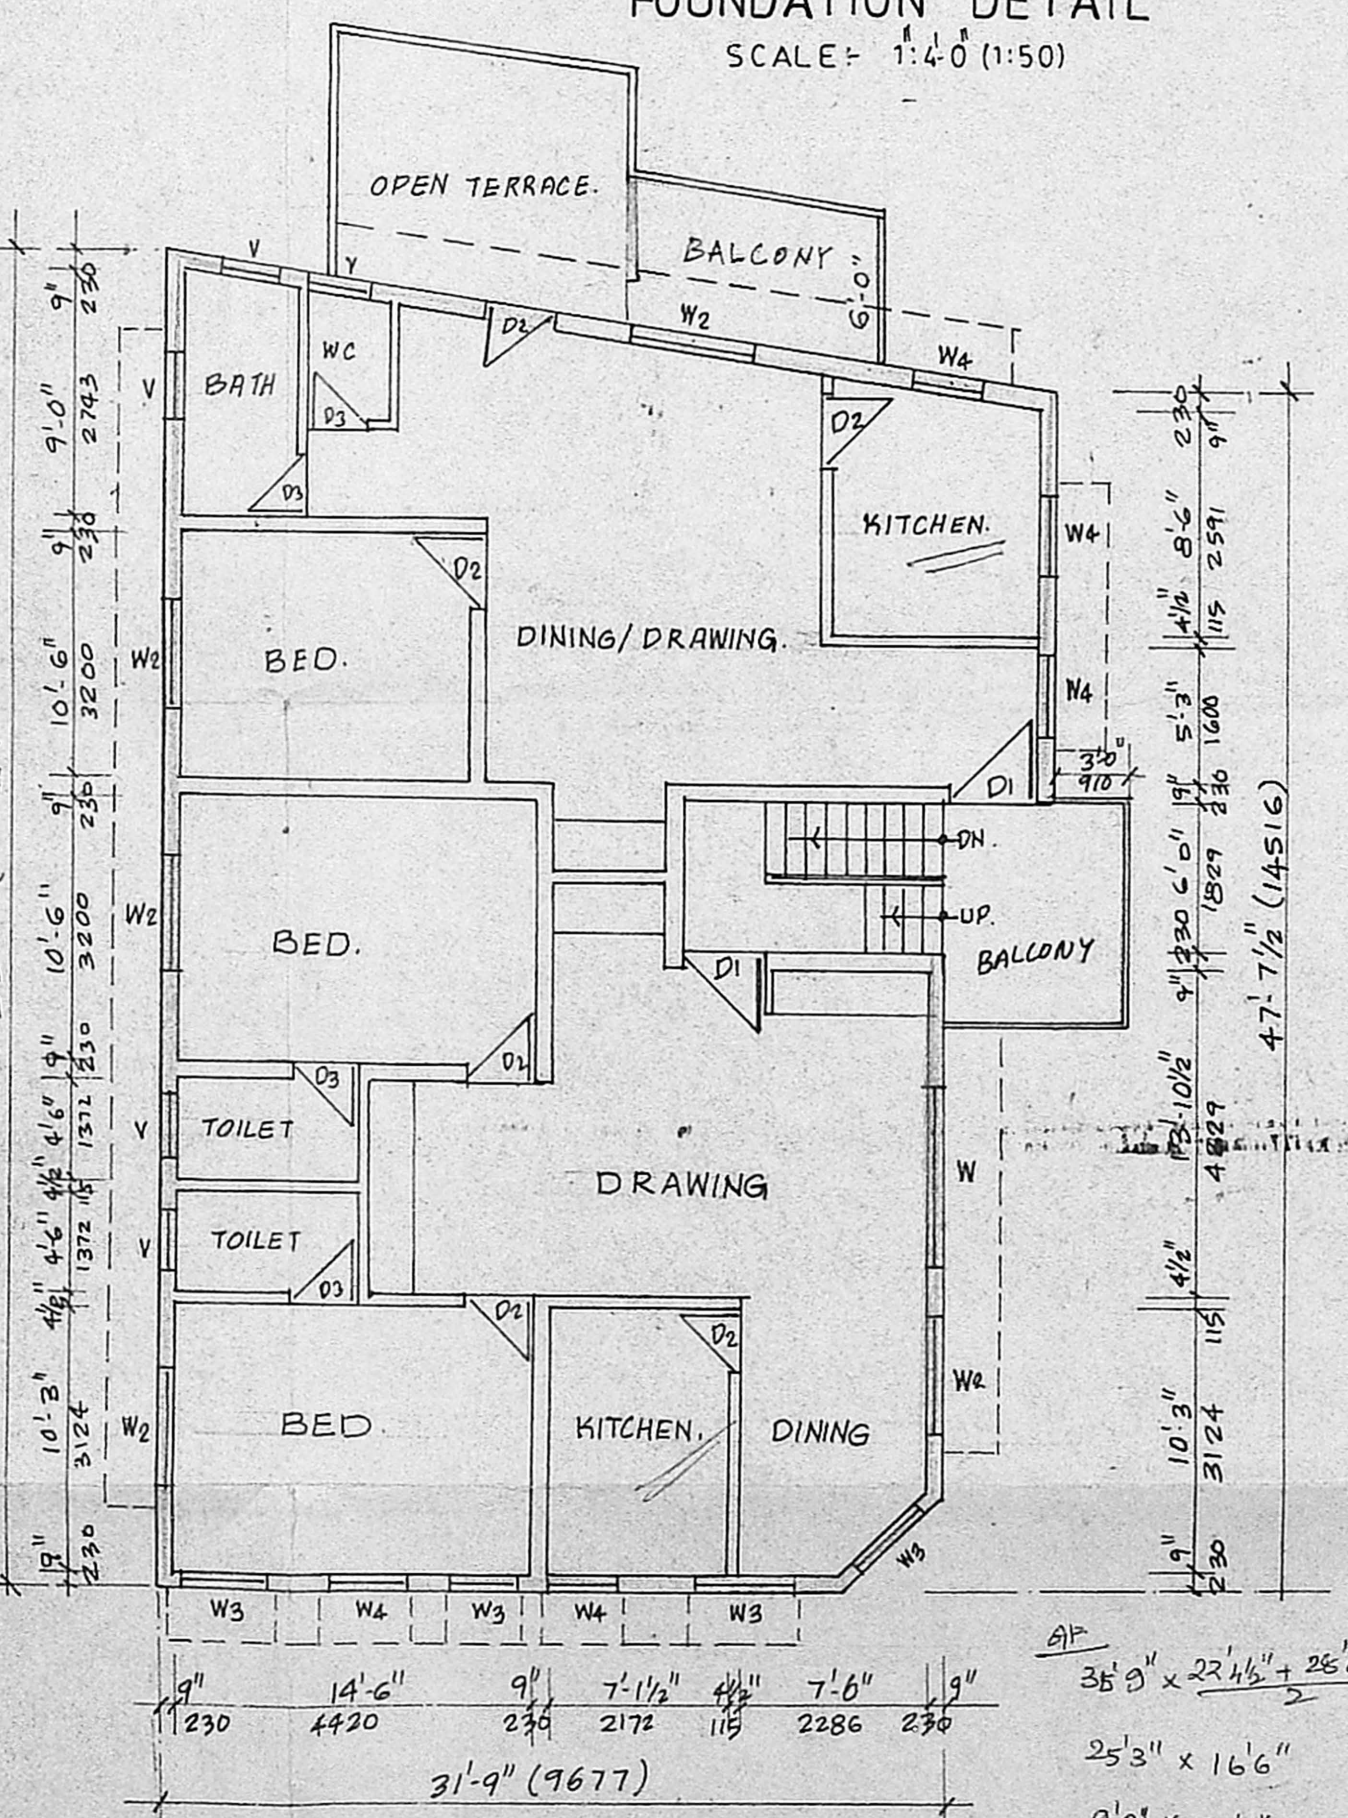 FOUNDATION DETAIL
SCALE:- 1":4'-0" (1:50)
OPEN TERRACE.
BALCONY
6'-0"
V
V
W2
W4
D2
WC
D3
BATH
V
D3
D2
KITCHEN.
W4
W4
BED.
D2
W2
DINING/DRAWING.
D1
3'-0"
910
DN.
UP.
BALCONY
D1
BED.
W2
D2
D3
TOILET
V
TOILET
V
D3
DRAWING
W
D2
D2
BED
W2
KITCHEN.
DINING
W2
W3
W3
W4
W3
W4
W3
9" 230
9'-0" 2743
9" 230
10'-6" 3200
9" 230
10'-6" 3200
9" 230
4'-6" 1372
4½" 115
4'-6" 1372
4½"
10'-3" 3124
9" 230
230 9"
8'-6" 2591
4½" 115
5'-3" 1600
9" 230
6'-0" 1829
9" 230
13'-10½" 4829
4½" 115
10'-3" 3124
9" 230
47'-7½" (14516)
9" 14'-6" 9" 7'-1½" 4½" 7'-6" 9"
230 4420 230 2172 115 2286 230
31'-9" (9677)
25'3" x 16'6"